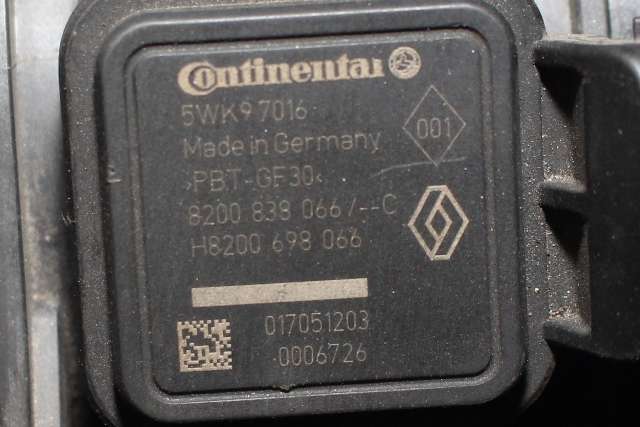 Continental
5WK9 7016
Made in Germany
001
>PBT-GF30<
8200 838 066/--C
H8200 698 066
017051203
0006726